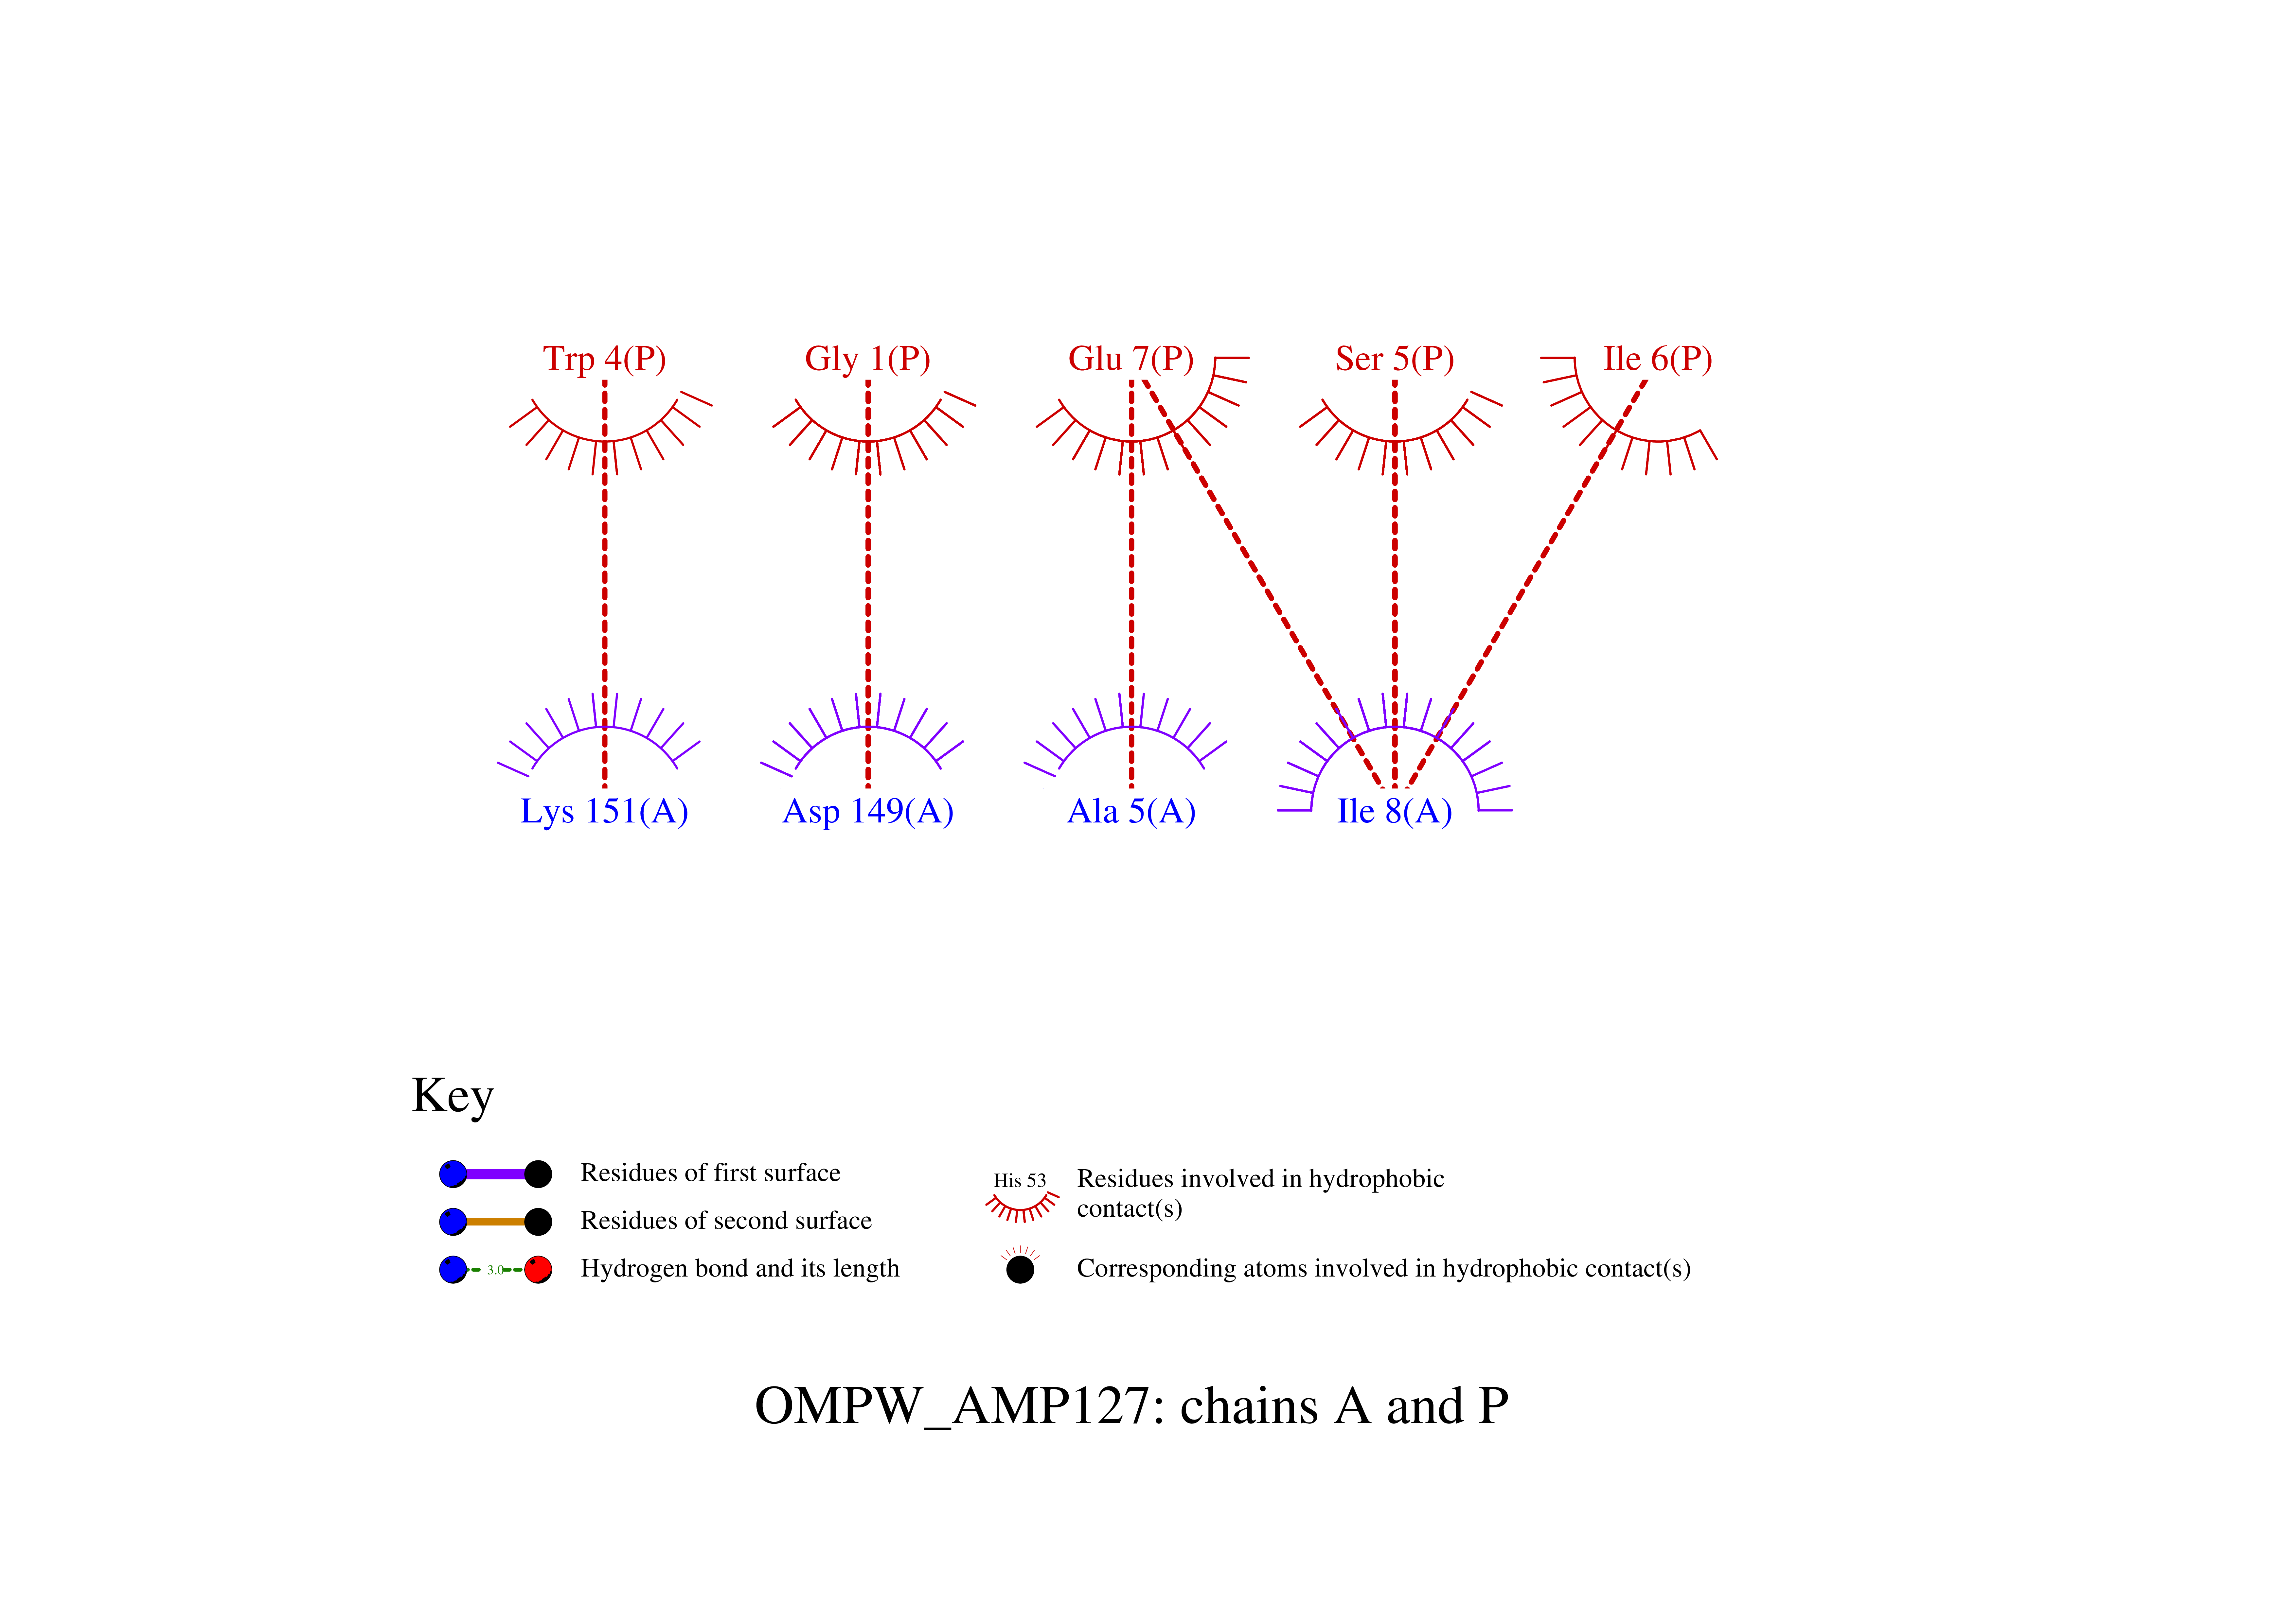 Trp 4(P) Gly 1(P) Glu 7(P) Ser 5(P) Ile 6(P)
Lys 151(A) Asp 149(A) Ala 5(A) Ile 8(A)
Key
Residues of first surface
Residues of second surface
3.0 Hydrogen bond and its length
His 53 Residues involved in hydrophobic
contact(s)
Corresponding atoms involved in hydrophobic contact(s)
OMPW_AMP127: chains A and P